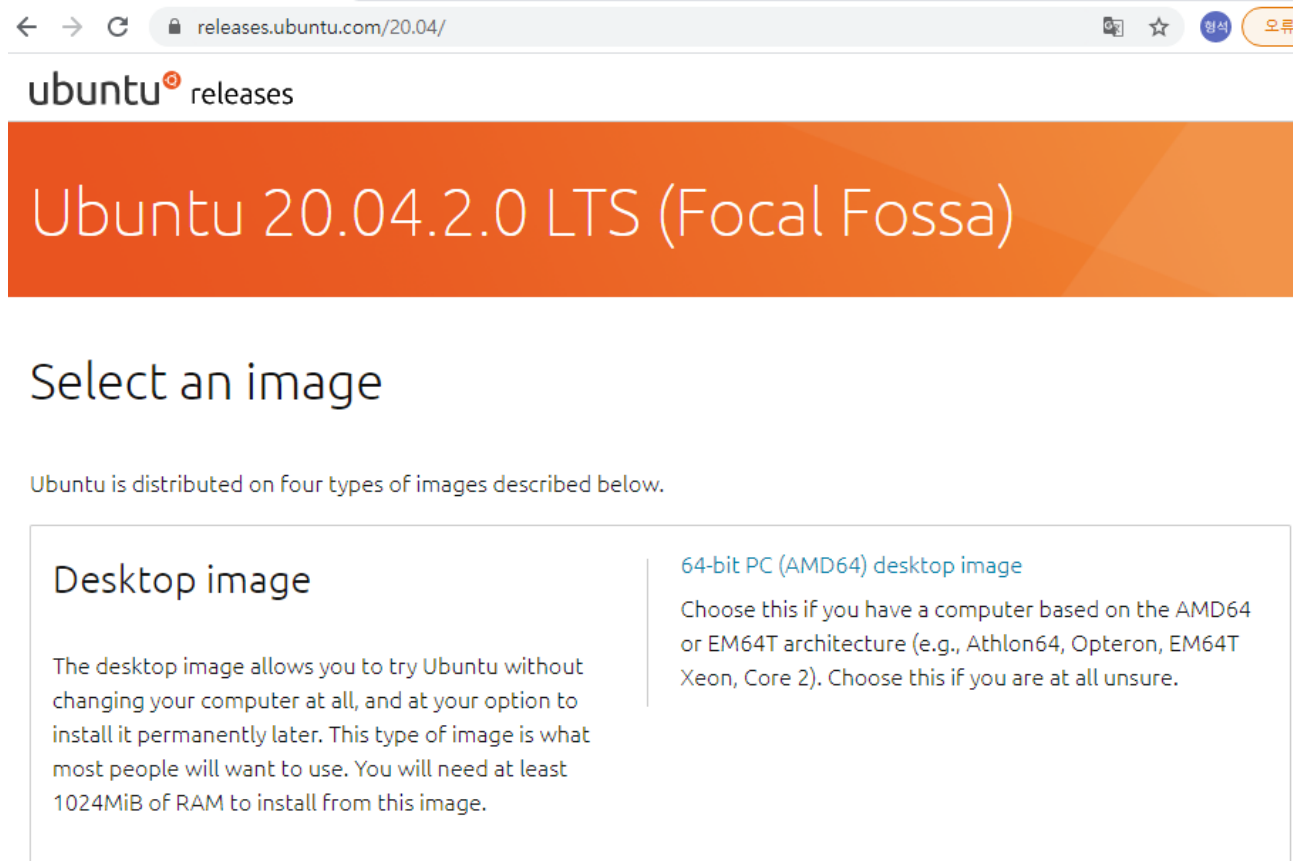 releases.ubuntu.com/20.04/
형석
오류
ubuntu releases
Ubuntu 20.04.2.0 LTS (Focal Fossa)
Select an image
Ubuntu is distributed on four types of images described below.
Desktop image
The desktop image allows you to try Ubuntu without
changing your computer at all, and at your option to
install it permanently later. This type of image is what
most people will want to use. You will need at least
1024MiB of RAM to install from this image.
64-bit PC (AMD64) desktop image
Choose this if you have a computer based on the AMD64
or EM64T architecture (e.g., Athlon64, Opteron, EM64T
Xeon, Core 2). Choose this if you are at all unsure.